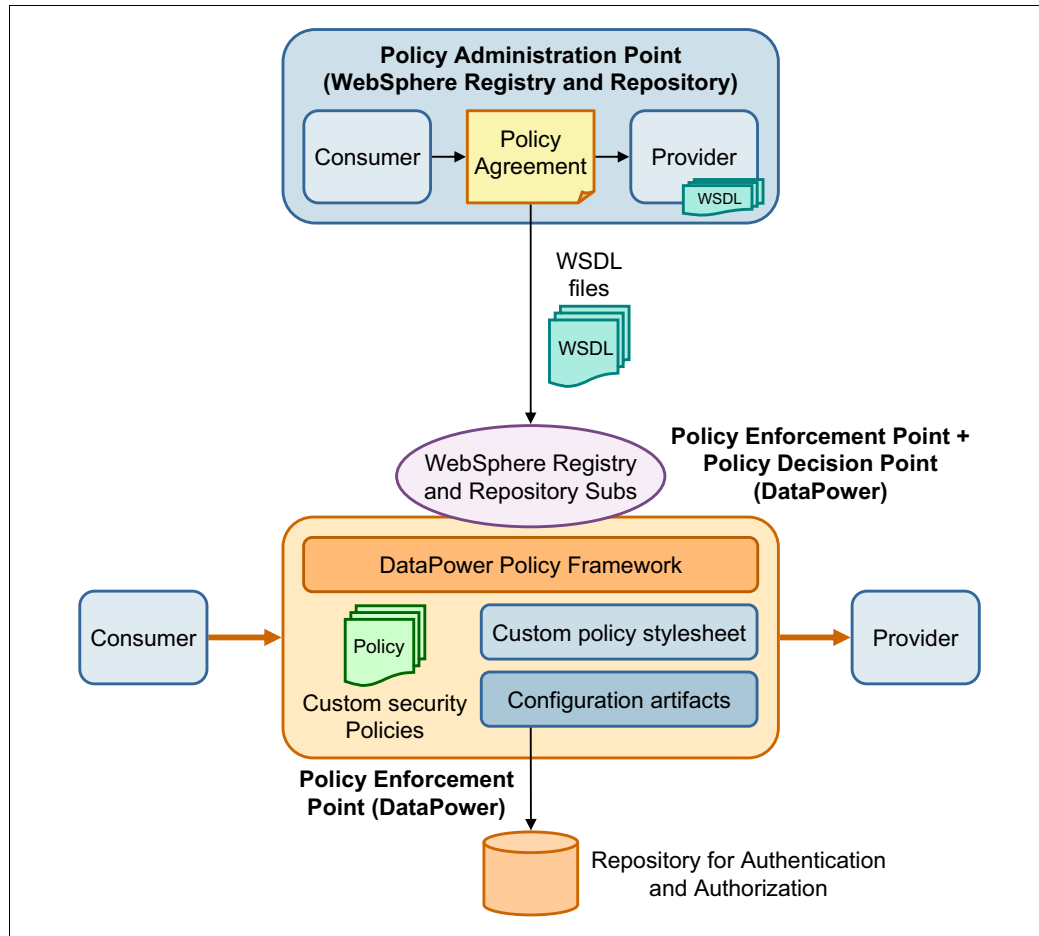 Policy Administration Point
(WebSphere Registry and Repository)
Consumer
Policy
Agreement
Provider
WSDL
WSDL
files
WSDL
Policy Enforcement Point +
Policy Decision Point
(DataPower)
WebSphere Registry
and Repository Subs
DataPower Policy Framework
Consumer
Policy
Custom policy stylesheet
Provider
Custom security
Policies
Configuration artifacts
Policy Enforcement
Point (DataPower)
Repository for Authentication
and Authorization